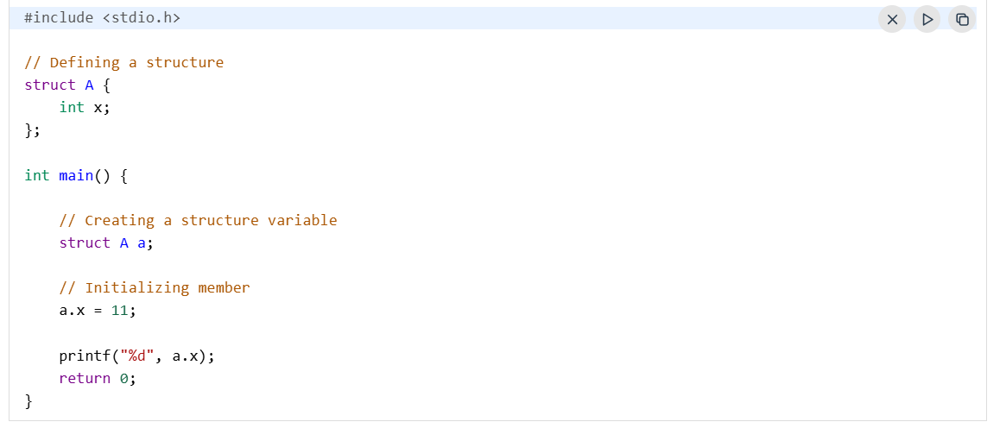 #include <stdio.h>
// Defining a structure
struct A {
    int x;
};
int main() {
    // Creating a structure variable
    struct A a;
    // Initializing member
    a.x = 11;
    printf("%d", a.x);
    return 0;
}